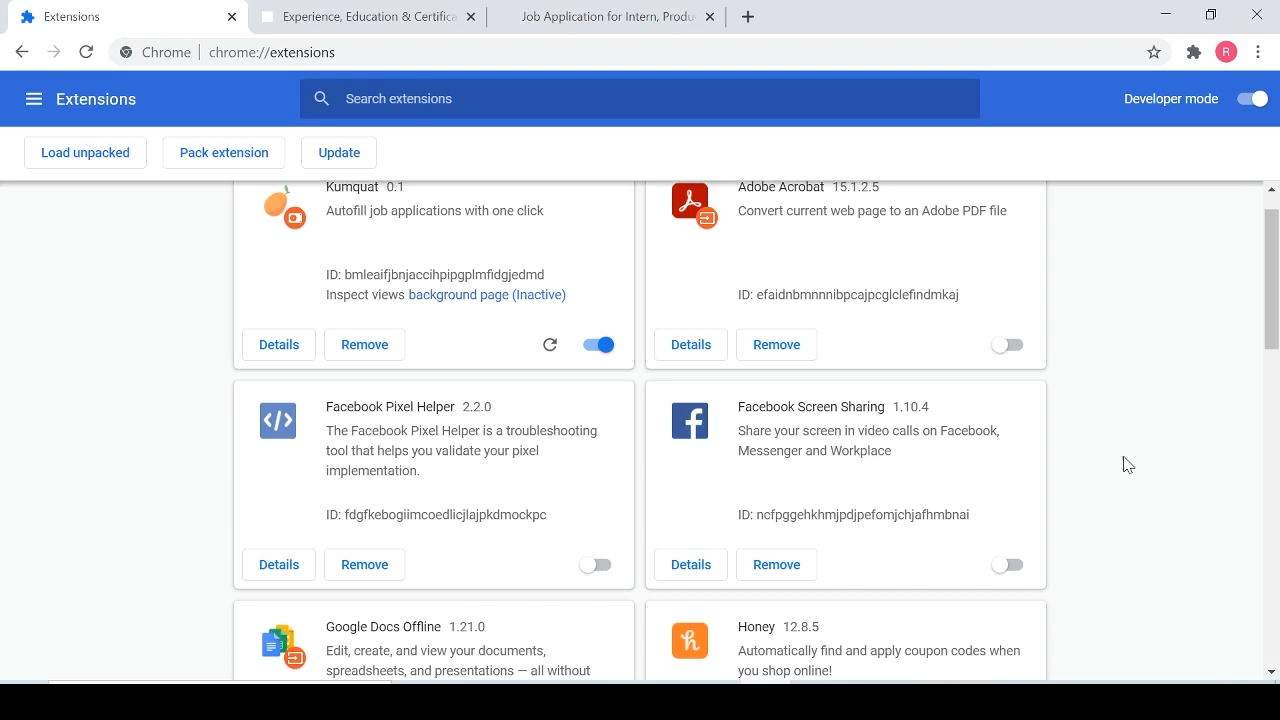 Extensions
Experience, Education & Certifica
Job Application for Intern, Produ
Chrome | chrome://extensions
R
Extensions
Search extensions
Developer mode
Load unpacked
Pack extension
Update
Kumquat 0.1
Autofill job applications with one click
ID: bmleaifjbnjaccihpipgplmfidgjedmd
Inspect views background page (Inactive)
Details
Remove
Adobe Acrobat 15.1.2.5
Convert current web page to an Adobe PDF file
ID: efaidnbmnnnibpcajpcglclefindmkaj
Details
Remove
Facebook Pixel Helper 2.2.0
The Facebook Pixel Helper is a troubleshooting
tool that helps you validate your pixel
implementation.
ID: fdgfkebogiimcoedlicjlajpkdmockpc
Details
Remove
Facebook Screen Sharing 1.10.4
Share your screen in video calls on Facebook,
Messenger and Workplace
ID: ncfpggehkhmjpdjpefomjchjafhmbnai
Details
Remove
Google Docs Offline 1.21.0
Edit, create, and view your documents,
spreadsheets, and presentations — all without
Honey 12.8.5
Automatically find and apply coupon codes when
you shop online!